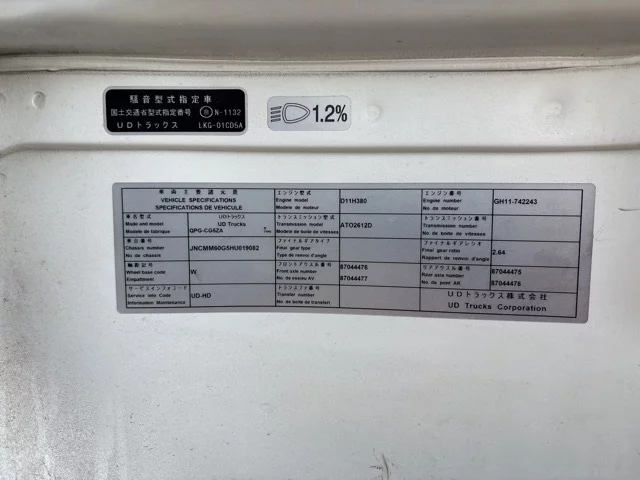 騒音型式指定車
国土交通省型式指定番号 N-1132
UDトラックス LKG-01CD5A
1.2%
車両主要諸元表
VEHICLE SPECIFICATIONS
SPECIFICATIONS DE VEHICULE
エンジン型式
Engine model
Modele de moteur
D11H380
Engine number
No. de moteur
GH11-742243
車名型式
Make and model
Modele de fabrique
UDトラックス
UD Trucks
QPG-CG5ZA
トランスミッション型式
Transmission model
Modele de boite de vitesses
ATO2612D
トランスミッション番号
Transmission number
No. de boite de vitesses
車台番号
Chassis number
No de chassis
JNCMM60G5HU019082
ファイナルギアタイプ
Final gear type
Type de renvoi d'angle
ファイナルギアレシオ
Final gear ratio
Rapport de renvoi d'angle
2.64
Wheel base code
Empattement
W
フロントアクスル番号
Front axle number
No. de essieu AV
87044476
87044477
リアアクスル番号
Rear axle number
No. de pont AR
87044475
87044478
サービスインフォコード
Service info Code
Information Maintenance
UD-HD
トランスファ番号
Transfer number
No. de boite de transfert
UDトラックス株式会社
UD Trucks Corporation